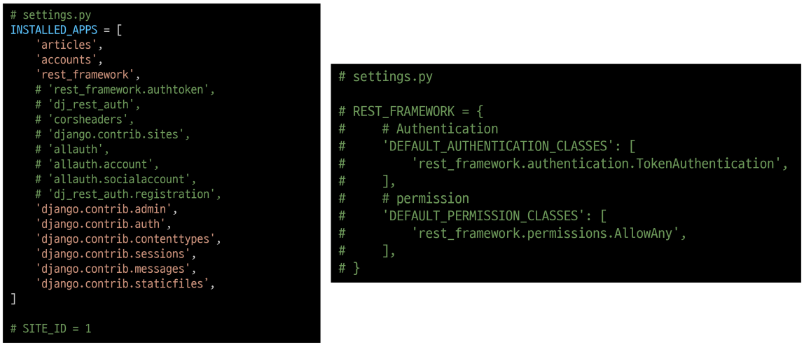 # settings.py
INSTALLED_APPS = [
    'articles',
    'accounts',
    'rest_framework',
    # 'rest_framework.authtoken',
    # 'dj_rest_auth',
    # 'corsheaders',
    # 'django.contrib.sites',
    # 'allauth',
    # 'allauth.account',
    # 'allauth.socialaccount',
    # 'dj_rest_auth.registration',
    'django.contrib.admin',
    'django.contrib.auth',
    'django.contrib.contenttypes',
    'django.contrib.sessions',
    'django.contrib.messages',
    'django.contrib.staticfiles',
]
# SITE_ID = 1
# settings.py
# REST_FRAMEWORK = {
#     # Authentication
#     'DEFAULT_AUTHENTICATION_CLASSES': [
#         'rest_framework.authentication.TokenAuthentication',
#     ],
#     # permission
#     'DEFAULT_PERMISSION_CLASSES': [
#         'rest_framework.permissions.AllowAny',
#     ],
# }